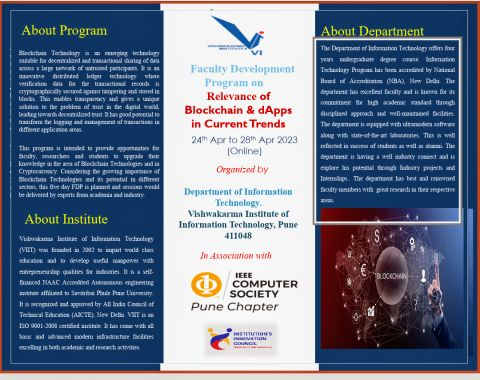 About Program
Blockchain Technology is an emerging technology
suitable for decentralized and transactional sharing of data
across a large network of untrusted participants. It is an
innovative distributed ledger technology where
verification data for the transactional records is
cryptographically secured against tampering and stored in
blocks. This enables transparency and gives a unique
solution to the problem of trust in the digital world,
leading towards decentralized trust. It has good potential to
transform the logging and management of transactions in
different application areas.
This program is intended to provide opportunities for
faculty, researchers and students to upgrade their
knowledge in the area of Blockchain Technologies and in
Cryptocurrency. Considering the growing importance of
Blockchain Technologies and its potential in different
sectors, this five day FDP is planned and sessions would
be delivered by experts from academia and industry.
About Institute
Vishwakarma Institute of Information Technology
(VIIT) was founded in 2002 to impart world class
education and to develop useful manpower with
entrepreneurship qualities for industries. It is a self-
financed NAAC Accredited Autonomous engineering
institute affiliated to Savitribai Phule Pune University.
It is recognized and approved by All India Council of
Technical Education (AICTE), New Delhi. VIIT is an
ISO 9001-2008 certified institute. It has come with all
basic and advanced modern infrastructure facilities
excelling in both academic and research activities.
VISHWAKARMA
INSTITUTES
VI
Faculty Development
Program on
Relevance of
Blockchain & dApps
in Current Trends
24th Apr to 28th Apr 2023
(Online)
Organized by
Department of Information
Technology,
Vishwakarma Institute of
Information Technology, Pune
411048
In Association with
IEEE
COMPUTER
SOCIETY
Pune Chapter
INSTITUTION'S
INNOVATION
COUNCIL
About Department
The Department of Information Technology offers four
years undergraduate degree course. Information
Technology Program has been accredited by National
Board of Accreditation (NBA), New Delhi. The
department has excellent faculty and is known for its
commitment for high academic standard through
disciplined approach and well-maintained facilities.
The department is equipped with ultramodern software
along with state-of-the-art laboratories. This is well
reflected in success of students as well as alumni. The
department is having a well industry connect and is
explore his potential through Industry projects and
Internships.. The department has best and renowned
faculty members with great research in their respective
areas.
BLOCKCHAIN